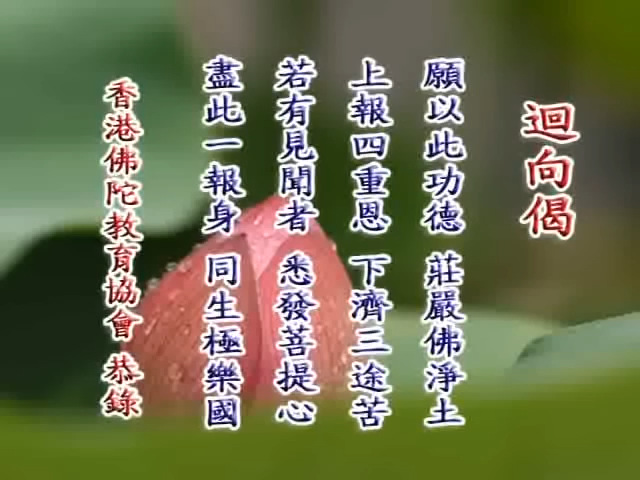 迴向偈
願以此功德 莊嚴佛淨土
上報四重恩 下濟三途苦
若有見聞者 悉發菩提心
盡此一報身 同生極樂國
香港佛陀教育協會 恭錄